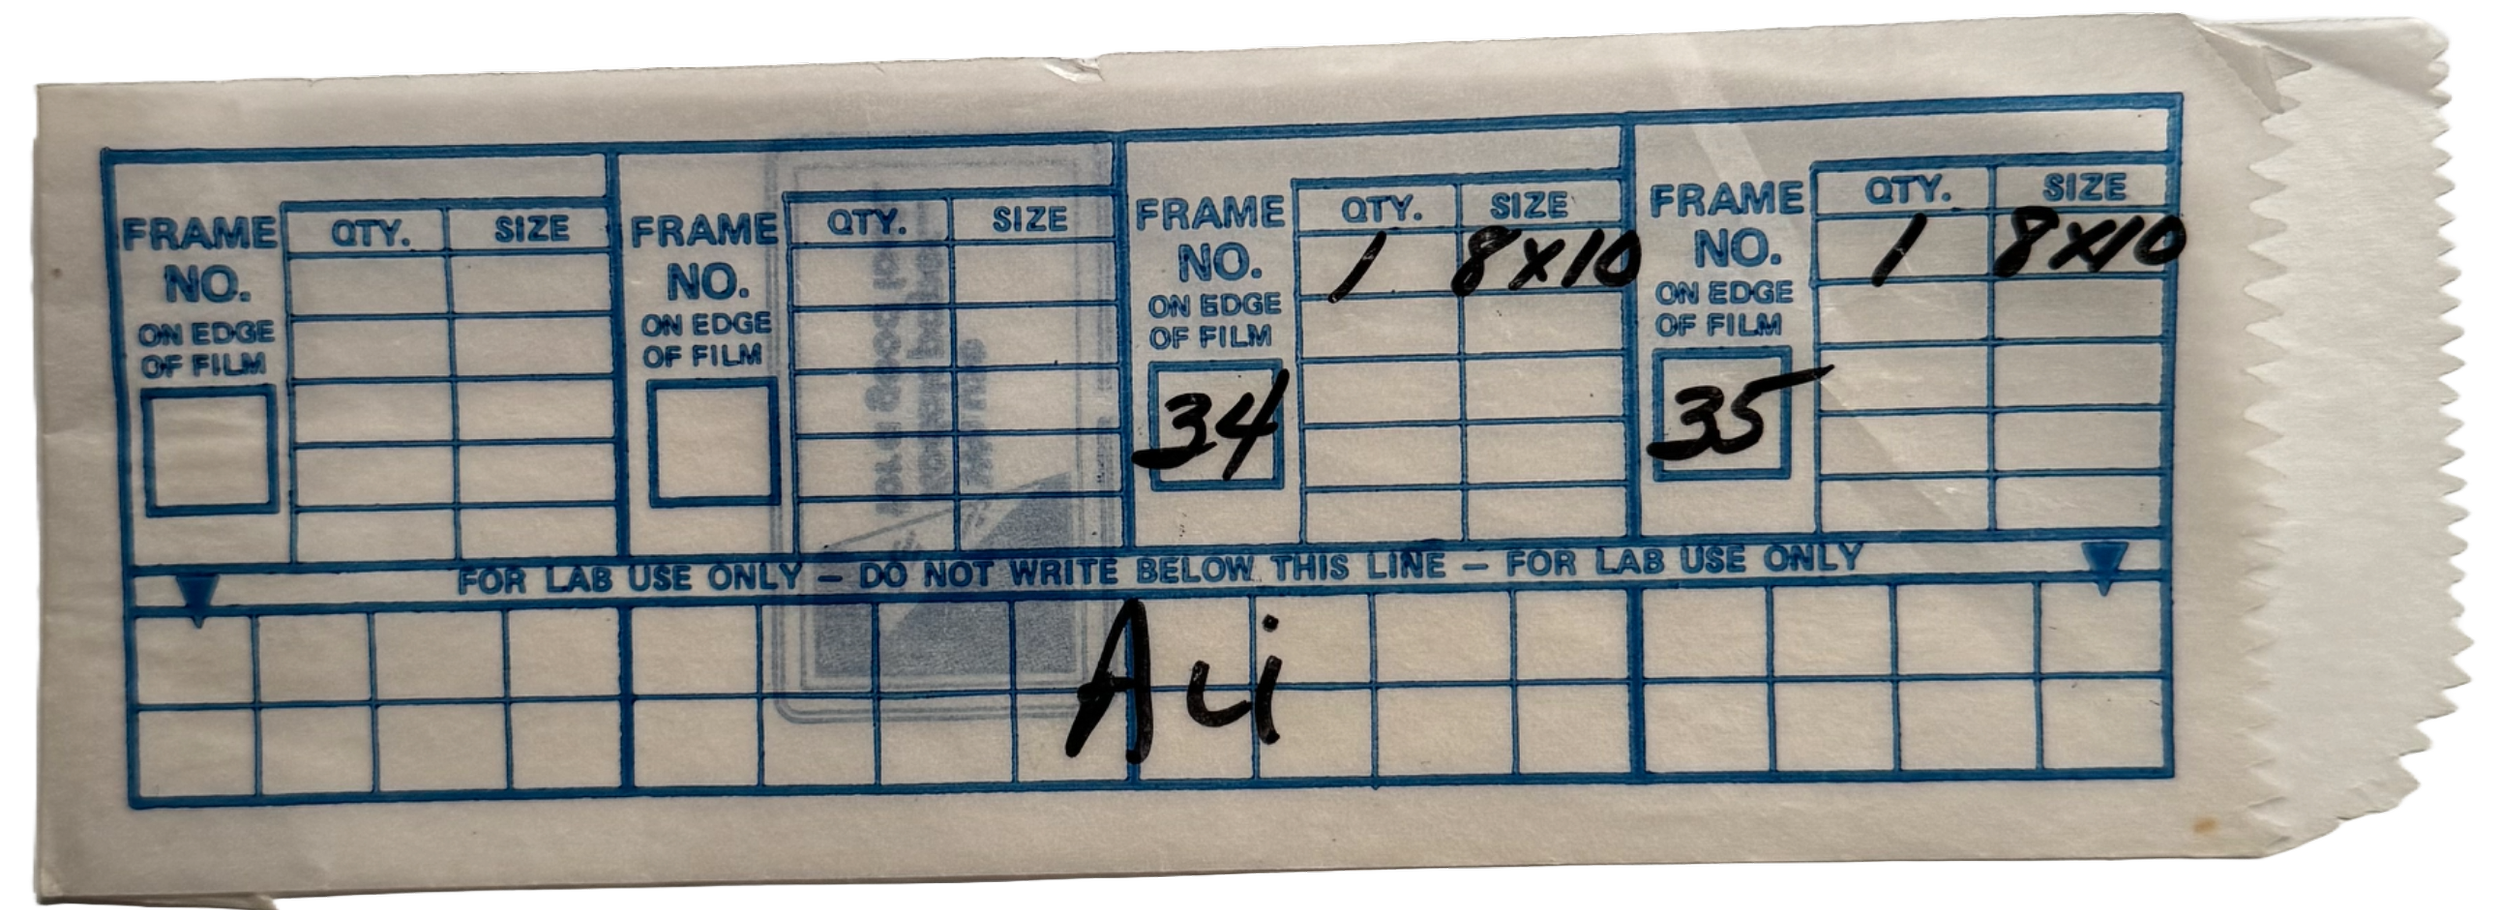 FRAME NO. ON EDGE OF FILM QTY. SIZE
FRAME NO. ON EDGE OF FILM QTY. SIZE
FRAME NO. ON EDGE OF FILM 34 QTY. SIZE 1 8x10
FRAME NO. ON EDGE OF FILM 35 QTY. SIZE 1 8x10
FOR LAB USE ONLY – DO NOT WRITE BELOW THIS LINE – FOR LAB USE ONLY
Ali